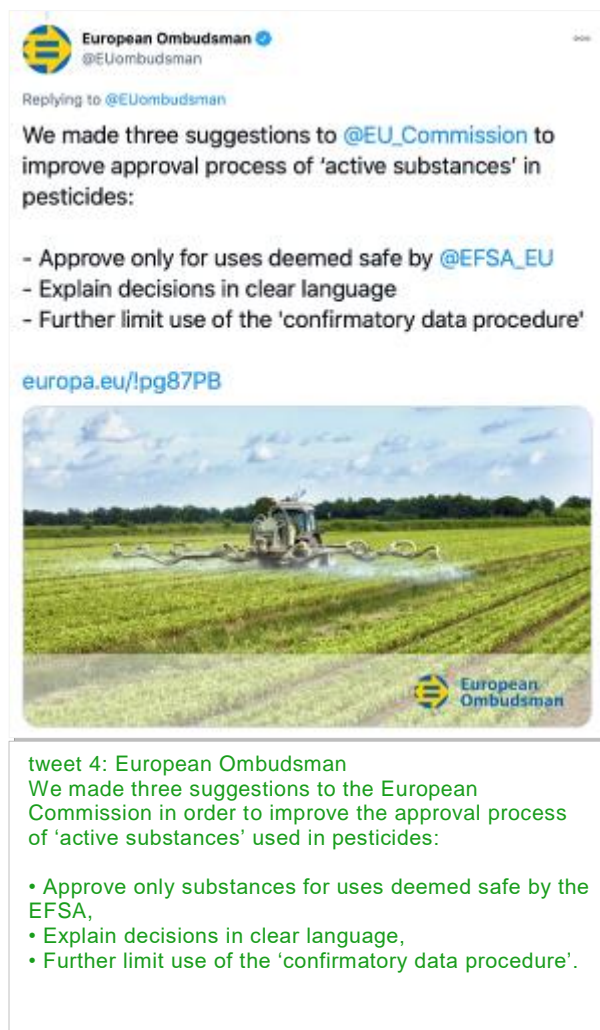 European Ombudsman
@EUombudsman
Replying to @EUombudsman
We made three suggestions to @EU_Commission to
improve approval process of ‘active substances’ in
pesticides:
- Approve only for uses deemed safe by @EFSA_EU
- Explain decisions in clear language
- Further limit use of the 'confirmatory data procedure'
europa.eu/!pg87PB
European
Ombudsman
tweet 4: European Ombudsman
We made three suggestions to the European
Commission in order to improve the approval process
of ‘active substances’ used in pesticides:
• Approve only substances for uses deemed safe by the
EFSA,
• Explain decisions in clear language,
• Further limit use of the ‘confirmatory data procedure’.